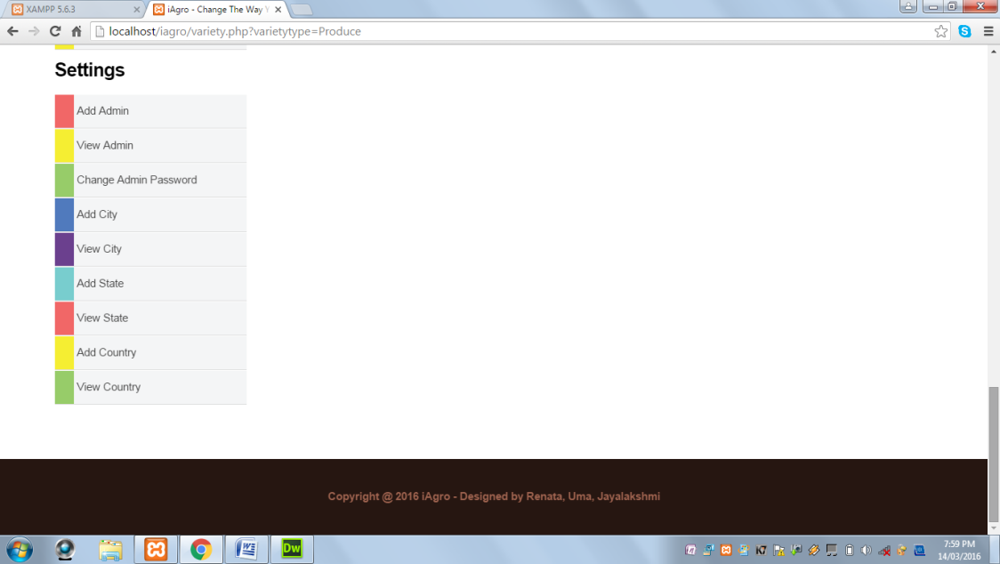 XAMPP 5.6.3
iAgro - Change The Way Y
localhost/iagro/variety.php?varietytype=Produce
Settings
Add Admin
View Admin
Change Admin Password
Add City
View City
Add State
View State
Add Country
View Country
Copyright @ 2016 iAgro - Designed by Renata, Uma, Jayalakshmi
Dw
7:59 PM
14/03/2016